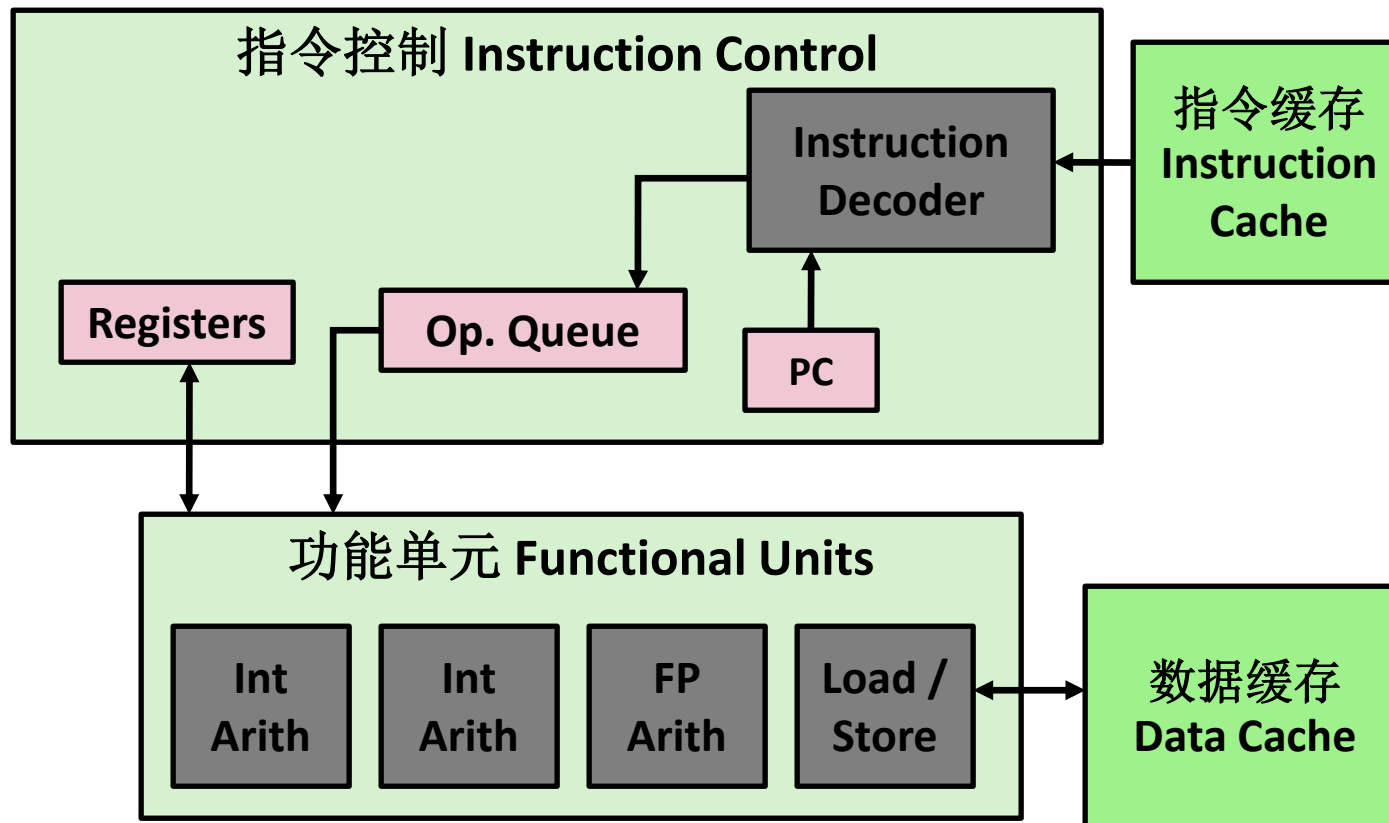 指令控制 Instruction Control
Instruction
Decoder
指令缓存
Instruction
Cache
Registers
Op. Queue
PC
功能单元 Functional Units
Int
Arith
Int
Arith
FP
Arith
Load /
Store
数据缓存
Data Cache